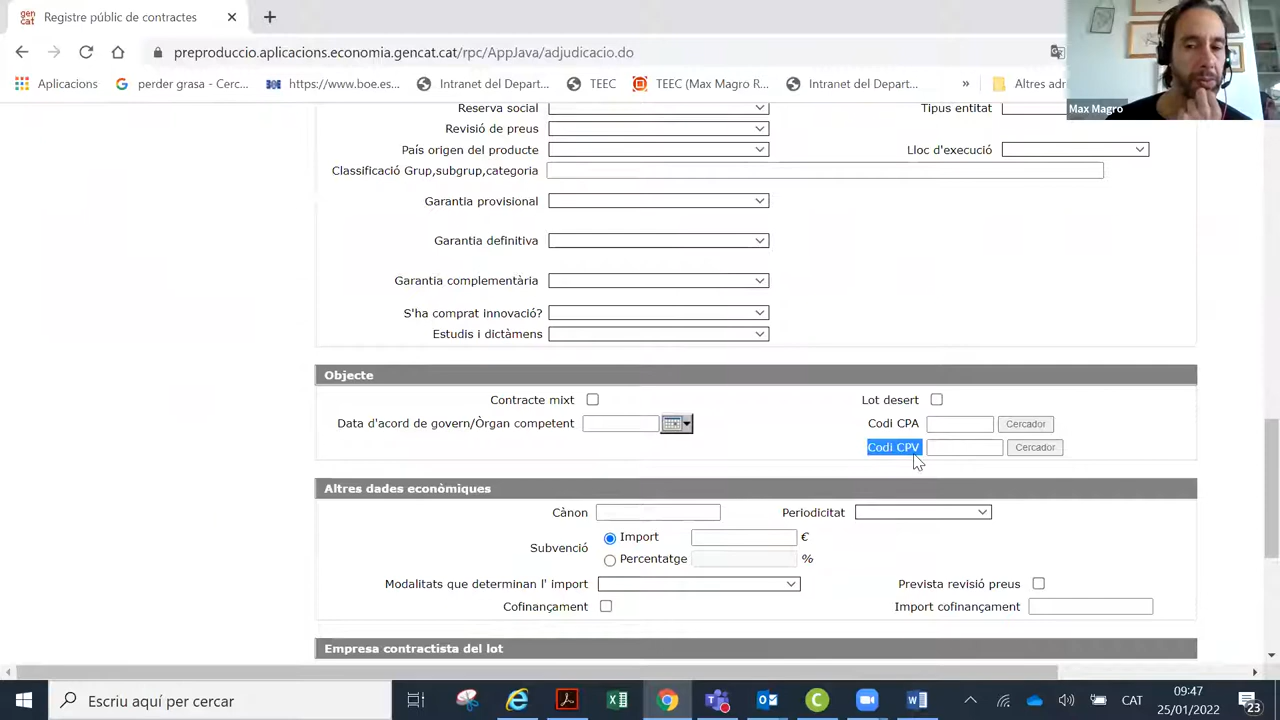 gen
cat
Registre públic de contractes
preproduccio.aplicacions.economia.gencat.cat/rpc/AppJava/adjudicacio.do
Aplicacions
perder grasa - Cerc...
https://www.boe.es...
Intranet del Depart...
TEEC
TEEC (Max Magro R...
Intranet del Depart...
»
Altres adr
Max Magro
Reserva social
Tipus entitat
Revisió de preus
País origen del producte
Lloc d'execució
Classificació Grup,subgrup,categoria
Garantia provisional
Garantia definitiva
Garantia complementària
S'ha comprat innovació?
Estudis i dictàmens
Objecte
Contracte mixt
Lot desert
Data d'acord de govern/Òrgan competent
Codi CPA
Cercador
Codi CPV
Cercador
Altres dades econòmiques
Cànon
Periodicitat
Subvenció
Import
€
Percentatge
%
Modalitats que determinan l' import
Prevista revisió preus
Cofinançament
Import cofinançament
Empresa contractista del lot
Escriu aquí per cercar
CAT
09:47
25/01/2022
23